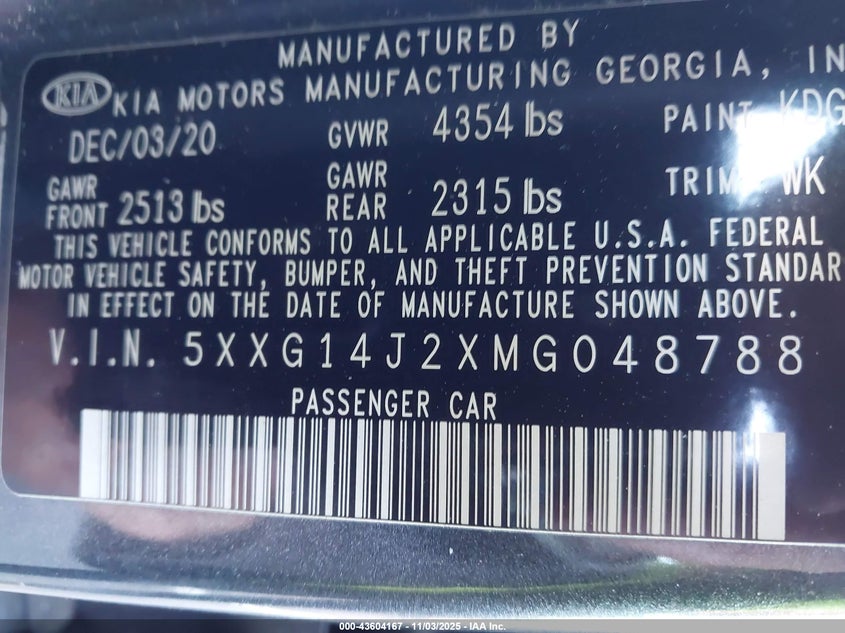 MANUFACTURED BY
KIA KIA MOTORS MANUFACTURING GEORGIA, IN
DEC/03/20 GVWR 4354 lbs PAINT KDG
GAWR FRONT 2513 lbs GAWR REAR 2315 lbs TRIM WK
THIS VEHICLE CONFORMS TO ALL APPLICABLE U.S.A. FEDERAL
MOTOR VEHICLE SAFETY, BUMPER, AND THEFT PREVENTION STANDAR
IN EFFECT ON THE DATE OF MANUFACTURE SHOWN ABOVE.
V.I.N. 5XXG14J2XMG048788
PASSENGER CAR
000-43604167 - 11/03/2025 - IAA Inc.